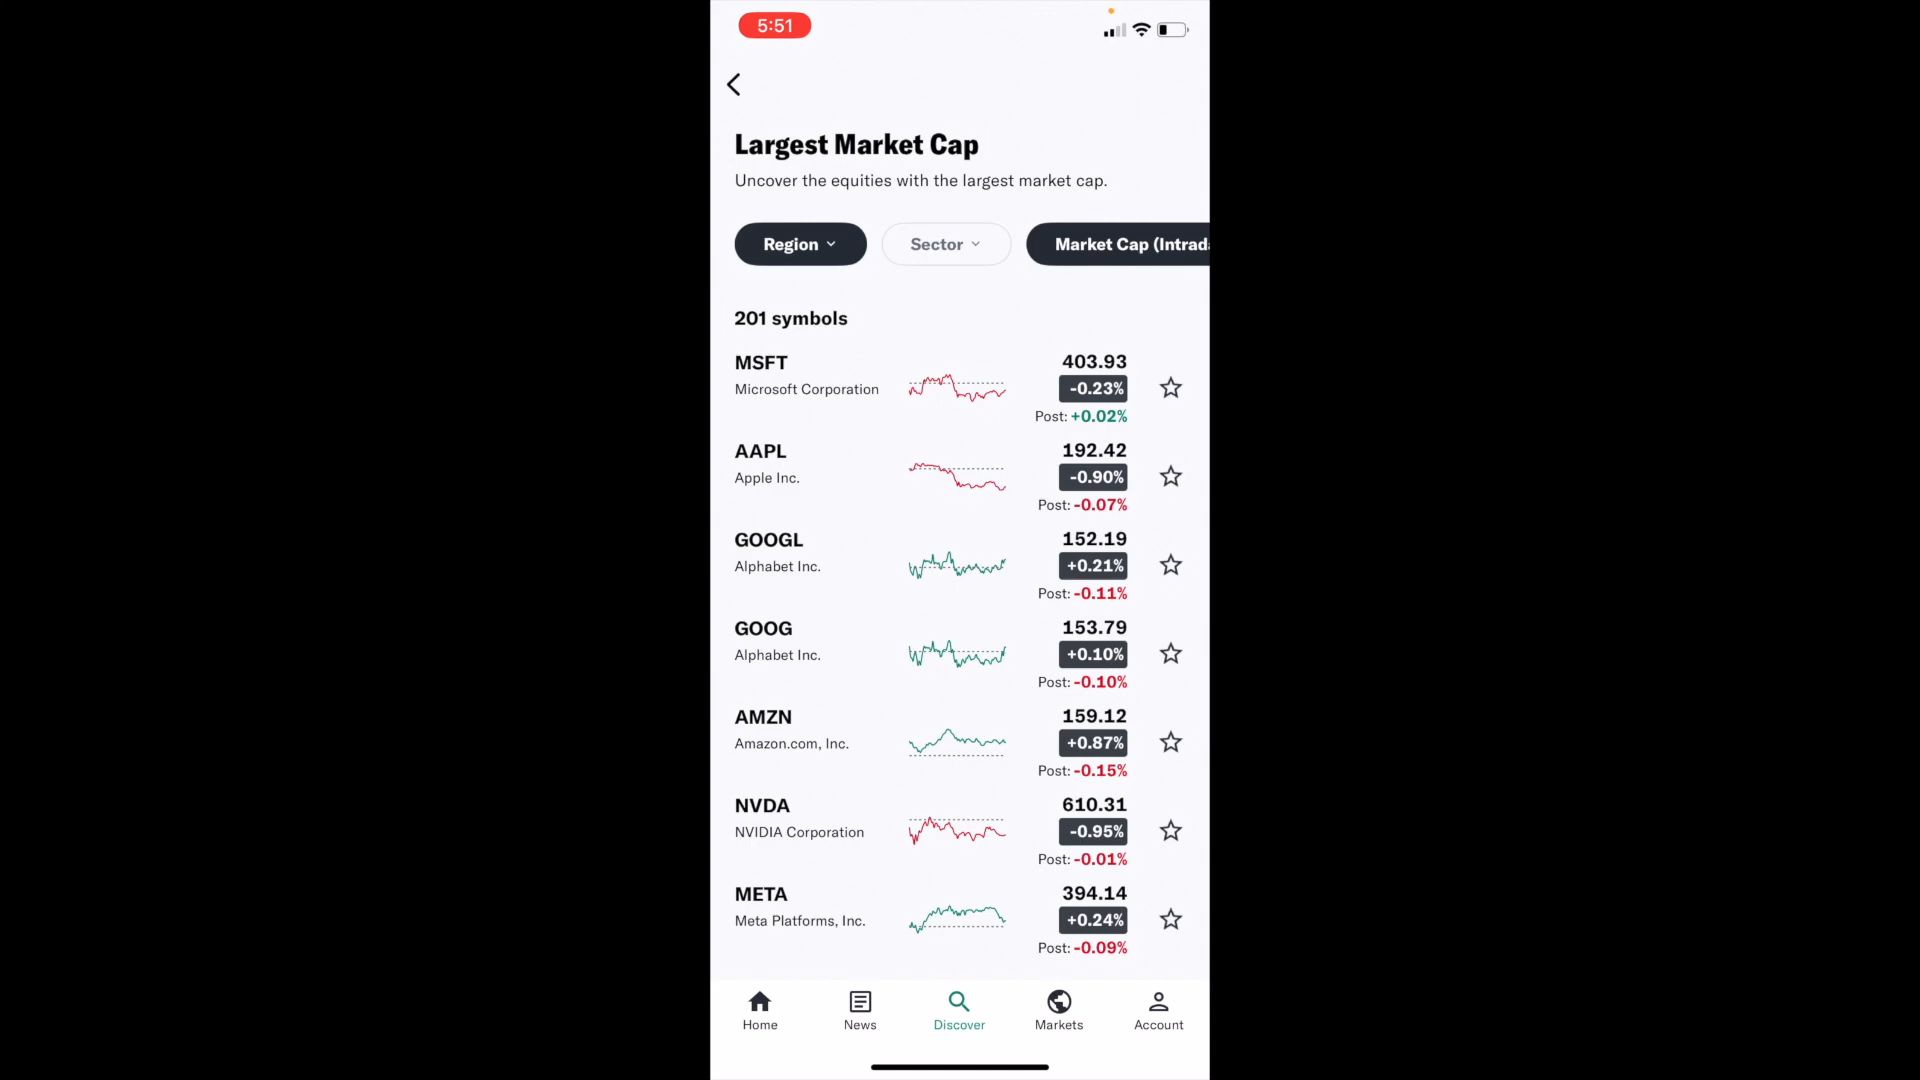 5:51
Largest Market Cap
Uncover the equities with the largest market cap.
Region Sector Market Cap (Intrad
201 symbols
MSFT 403.93
Microsoft Corporation -0.23%
Post: +0.02%
AAPL 192.42
Apple Inc. -0.90%
Post: -0.07%
GOOGL 152.19
Alphabet Inc. +0.21%
Post: -0.11%
GOOG 153.79
Alphabet Inc. +0.10%
Post: -0.10%
AMZN 159.12
Amazon.com, Inc. +0.87%
Post: -0.15%
NVDA 610.31
NVIDIA Corporation -0.95%
Post: -0.01%
META 394.14
Meta Platforms, Inc. +0.24%
Post: -0.09%
Home News Discover Markets Account